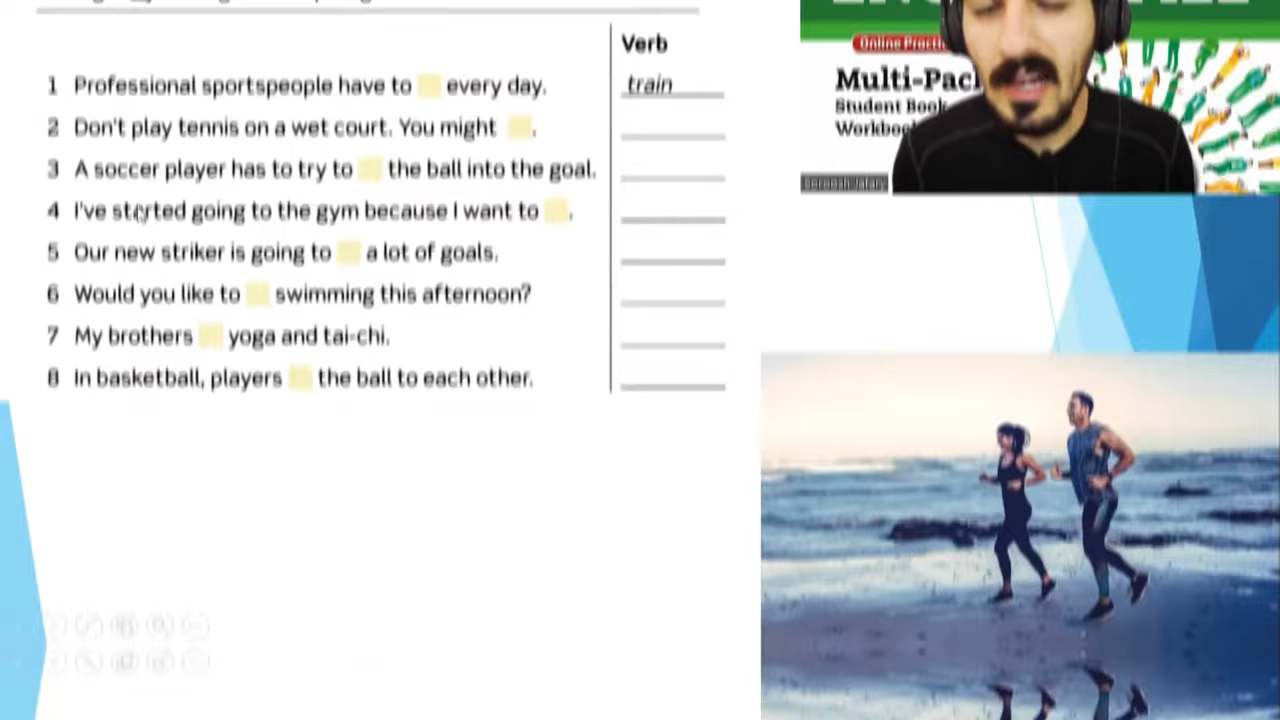 Verb
1 Professional sportspeople have to every day. train
2 Don't play tennis on a wet court. You might .
3 A soccer player has to try to the ball into the goal.
4 I've started going to the gym because I want to .
5 Our new striker is going to a lot of goals.
6 Would you like to swimming this afternoon?
7 My brothers yoga and tai-chi.
8 In basketball, players the ball to each other.
Online
Student Book